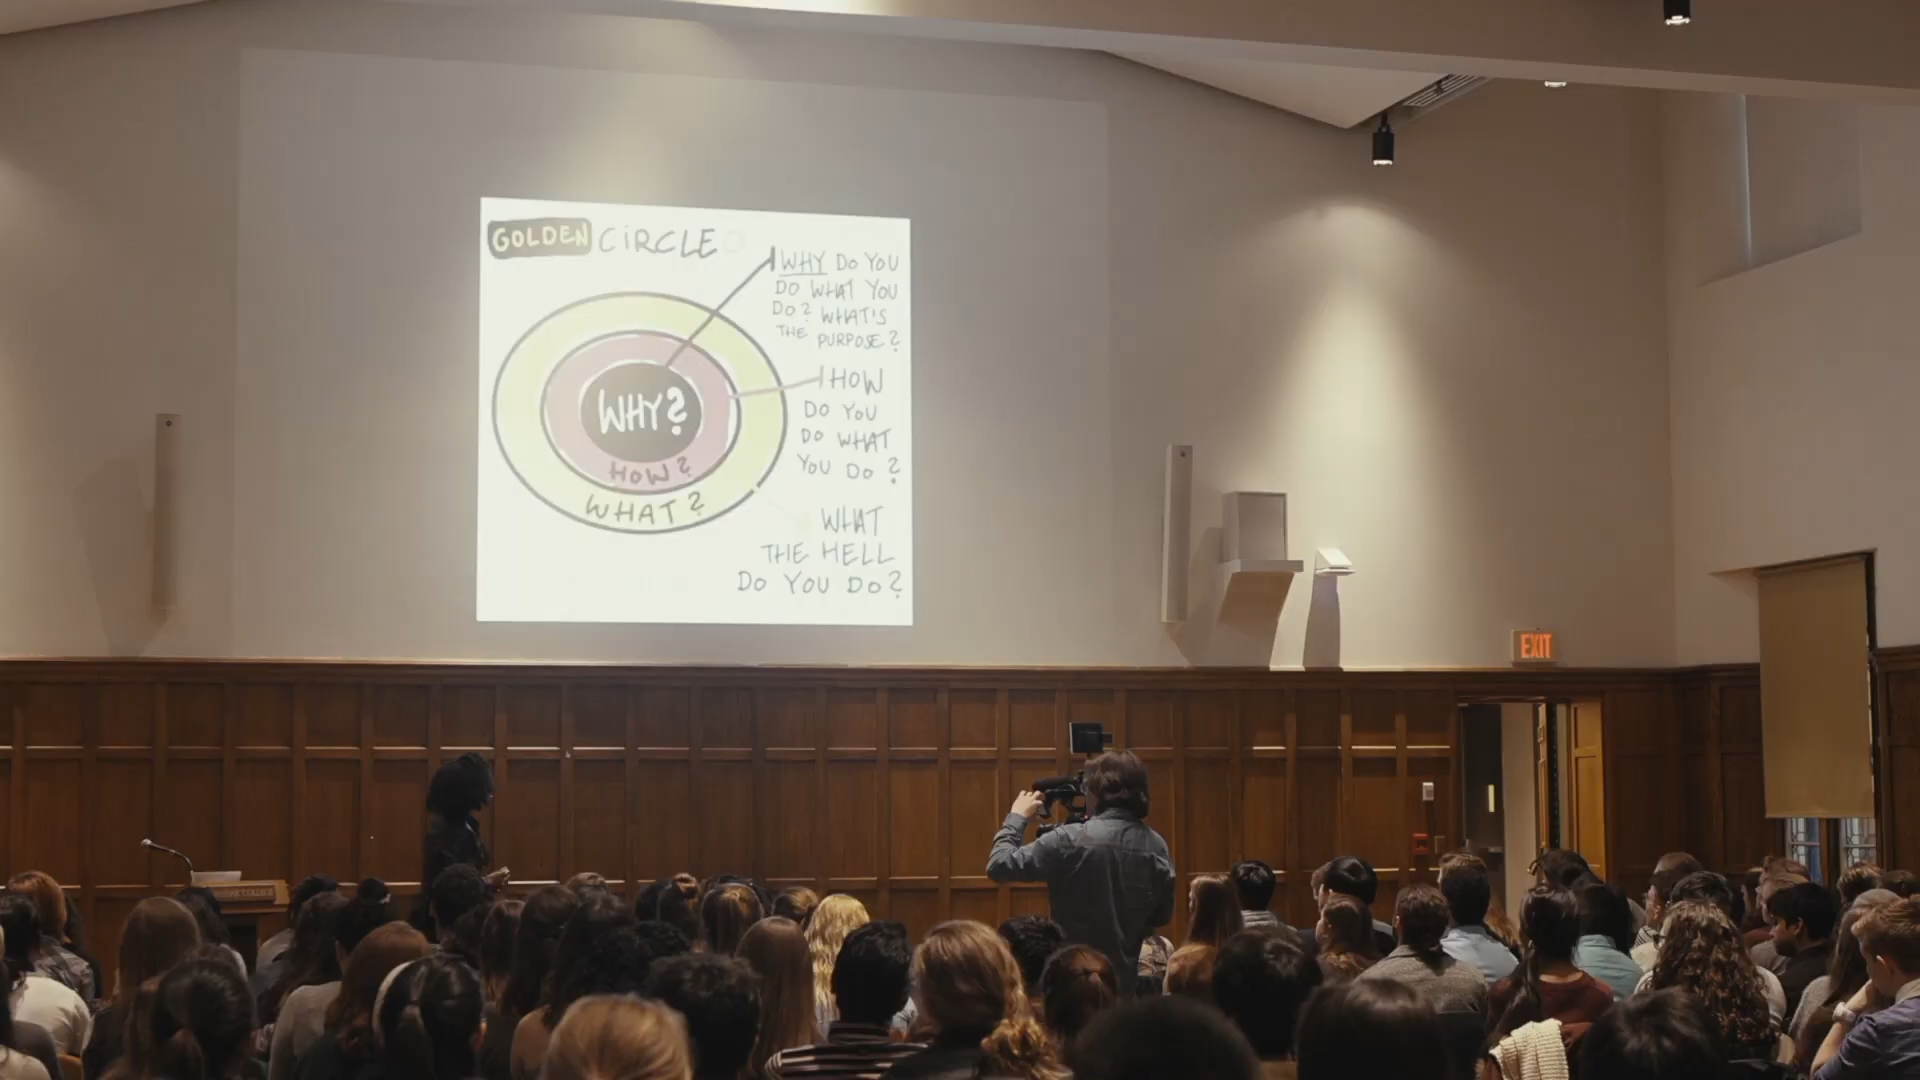 GOLDEN CIRCLE
WHY DO YOU
DO WHAT YOU
DO? WHAT'S
THE PURPOSE?
HOW
DO YOU
DO WHAT
YOU DO?
WHY?
HOW?
WHAT?
WHAT
THE HELL
DO YOU DO?
EXIT